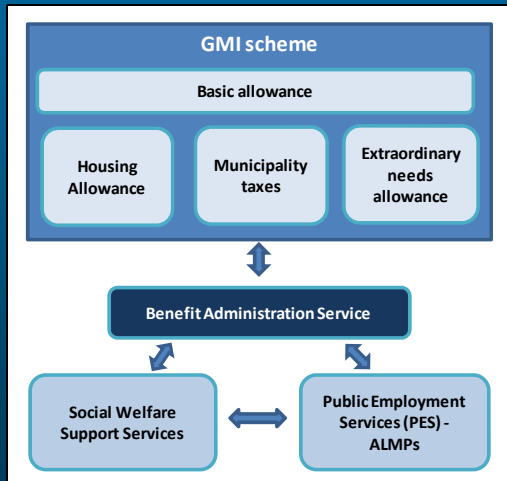 GMI scheme
Basic allowance
Housing
Allowance
Municipality
taxes
Extraordinary
needs
allowance
Benefit Administration Service
Social Welfare
Support Services
Public Employment
Services (PES) -
ALMPs